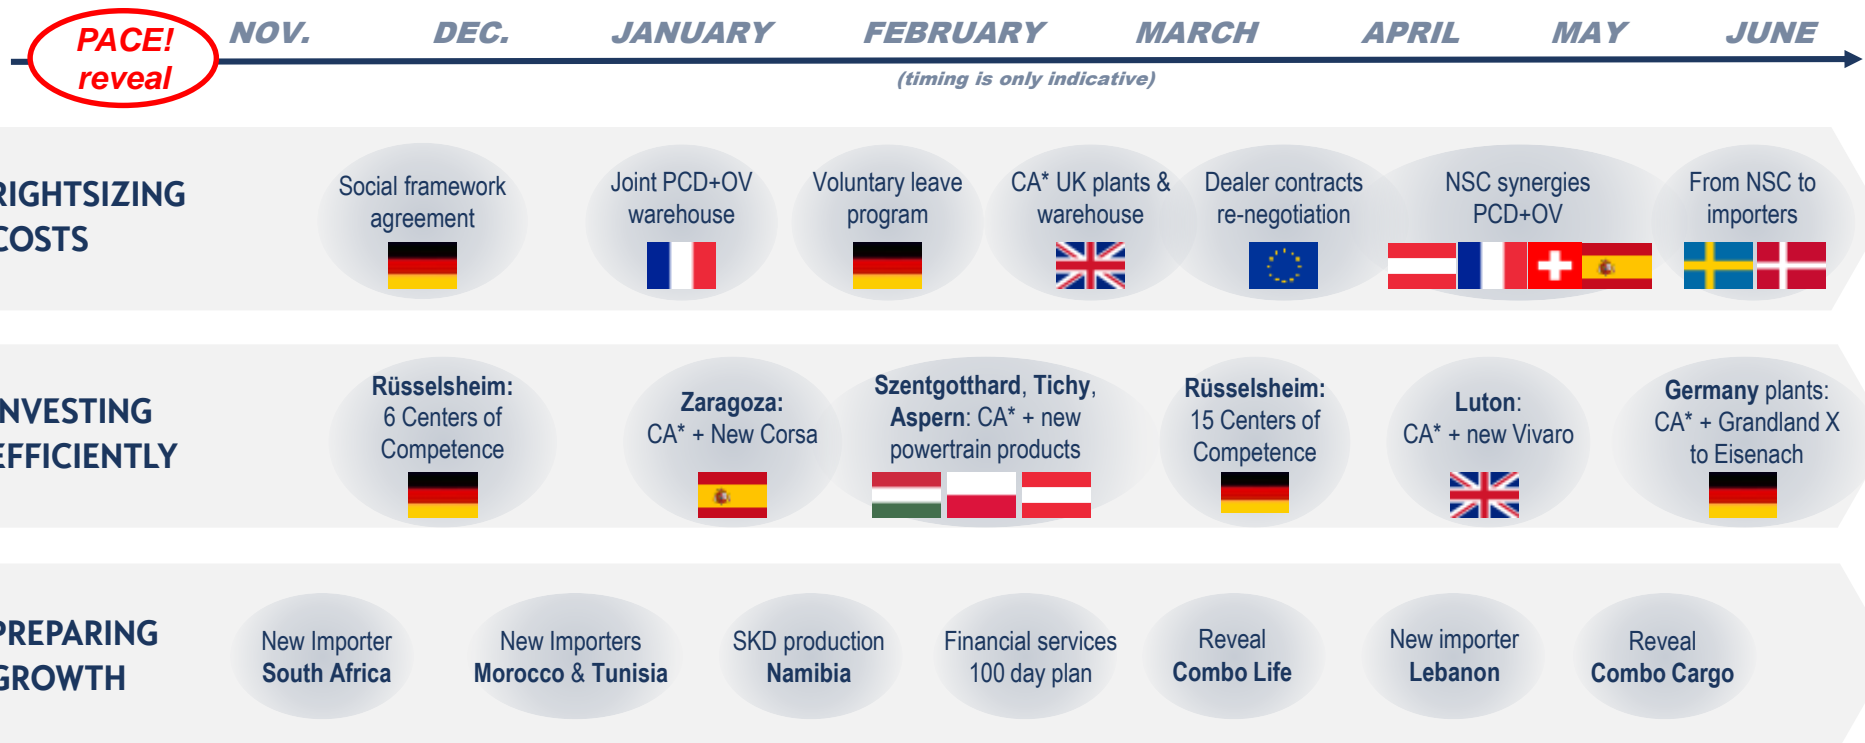 PACE!
reveal
NOV. DEC. JANUARY FEBRUARY MARCH APRIL MAY JUNE
(timing is only indicative)
RIGHTSIZING
COSTS
Social framework
agreement
Joint PCD+OV
warehouse
Voluntary leave
program
CA* UK plants &
warehouse
Dealer contracts
re-negotiation
NSC synergies
PCD+OV
From NSC to
importers
INVESTING
EFFICIENTLY
Rüsselsheim:
6 Centers of
Competence
Zaragoza:
CA* + New Corsa
Szentgotthard, Tichy,
Aspern: CA* + new
powertrain products
Rüsselsheim:
15 Centers of
Competence
Luton:
CA* + new Vivaro
Germany plants:
CA* + Grandland X
to Eisenach
PREPARING
GROWTH
New Importer
South Africa
New Importers
Morocco & Tunisia
SKD production
Namibia
Financial services
100 day plan
Reveal
Combo Life
New importer
Lebanon
Reveal
Combo Cargo